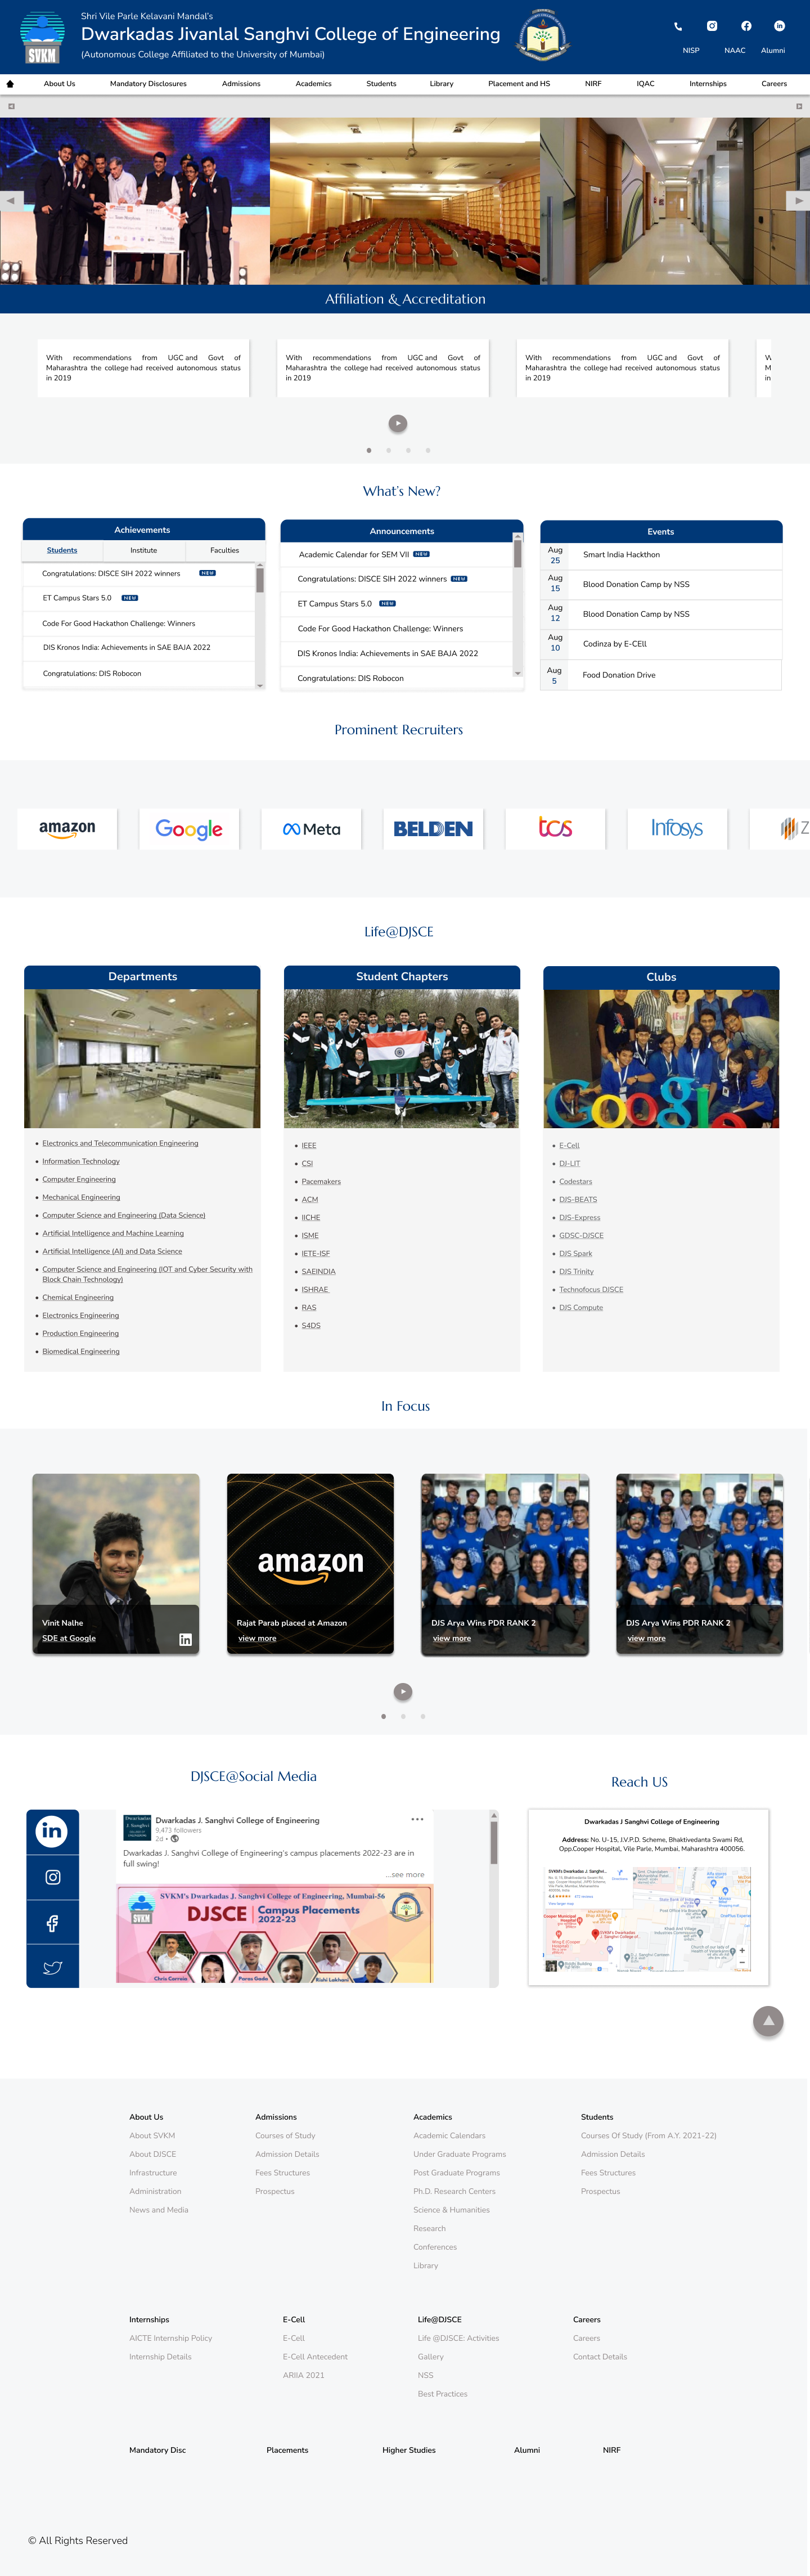 Shri Vile Parle Kelavani Mandal's
Dwarkadas Jivanlal Sanghvi College of Engineering
(Autonomous College Affiliated to the University of Mumbai)
SVKM
NISP NAAC Alumni
About Us Mandatory Disclosures Admissions Academics Students Library Placement and HS NIRF IQAC Internships Careers
Affiliation & Accreditation
With recommendations from UGC and Govt of
Maharashtra the college had received autonomous status
in 2019
With recommendations from UGC and Govt of
Maharashtra the college had received autonomous status
in 2019
With recommendations from UGC and Govt of
Maharashtra the college had received autonomous status
in 2019
W
M
in
What's New?
Achievements
Students Institute Faculties
Congratulations: DISCE SIH 2022 winners NEW
ET Campus Stars 5.0 NEW
Code For Good Hackathon Challenge: Winners
DIS Kronos India: Achievements in SAE BAJA 2022
Congratulations: DIS Robocon
Announcements
Academic Calendar for SEM VII NEW
Congratulations: DISCE SIH 2022 winners NEW
ET Campus Stars 5.0 NEW
Code For Good Hackathon Challenge: Winners
DIS Kronos India: Achievements in SAE BAJA 2022
Congratulations: DIS Robocon
Events
Aug 25 Smart India Hackthon
Aug 15 Blood Donation Camp by NSS
Aug 12 Blood Donation Camp by NSS
Aug 10 Codinza by E-CEll
Aug 5 Food Donation Drive
Prominent Recruiters
amazon Google Meta BELDEN tcs Infosys Z
Life@DJSCE
Departments
Electronics and Telecommunication Engineering
Information Technology
Computer Engineering
Mechanical Engineering
Computer Science and Engineering (Data Science)
Artificial Intelligence and Machine Learning
Artificial Intelligence (AI) and Data Science
Computer Science and Engineering (IOT and Cyber Security with
Block Chain Technology)
Chemical Engineering
Electronics Engineering
Production Engineering
Biomedical Engineering
Student Chapters
IEEE
CSI
Pacemakers
ACM
IICHE
ISME
IETE-ISF
SAEINDIA
ISHRAE
RAS
S4DS
Clubs
Google
E-Cell
DJ-LIT
Codestars
DJS-BEATS
DJS-Express
GDSC-DJSCE
DJS Spark
DJS Trinity
Technofocus DJSCE
DJS Compute
In Focus
Vinit Nalhe
SDE at Google
amazon
Rajat Parab placed at Amazon
view more
DJS Arya Wins PDR RANK 2
view more
DJS Arya Wins PDR RANK 2
view more
DJSCE@Social Media
Dwarkadas J. Sanghvi College of Engineering
9,473 followers
2d •
Dwarkadas J. Sanghvi College of Engineering's campus placements 2022-23 are in
full swing!
...see more
SVKM's Dwarkadas J. Sanghvi College of Engineering, Mumbai-56
SVKM
DJSCE Campus Placements
2022-23
Reach US
Dwarkadas J Sanghvi College of Engineering
Address: No. U-15, J.V.P.D. Scheme, Bhaktivedanta Swami Rd,
Opp.Cooper Hospital, Vile Parle, Mumbai, Maharashtra 400056.
About Us
About SVKM
About DJSCE
Infrastructure
Administration
News and Media
Admissions
Courses of Study
Admission Details
Fees Structures
Prospectus
Academics
Academic Calendars
Under Graduate Programs
Post Graduate Programs
Ph.D. Research Centers
Science & Humanities
Research
Conferences
Library
Students
Courses Of Study (From A.Y. 2021-22)
Admission Details
Fees Structures
Prospectus
Internships
AICTE Internship Policy
Internship Details
E-Cell
E-Cell
E-Cell Antecedent
ARIIA 2021
Life@DJSCE
Life @DJSCE: Activities
Gallery
NSS
Best Practices
Careers
Careers
Contact Details
Mandatory Disc Placements Higher Studies Alumni NIRF
© All Rights Reserved